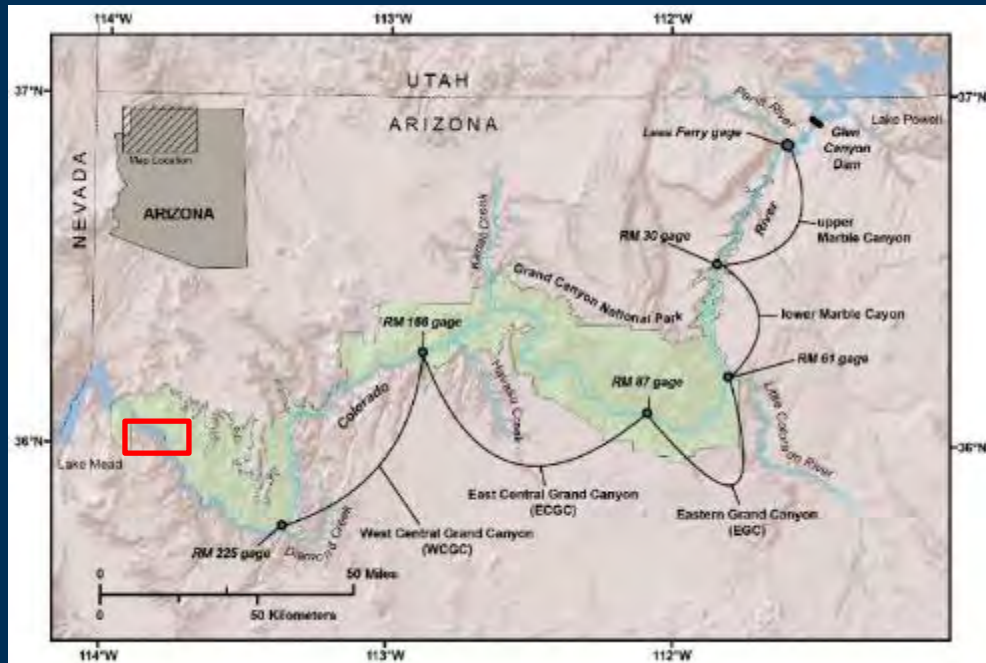 114°W
113°W
112°W
37°N
UTAH
ARIZONA
37°N
Paria River
Lake Powell
Glen
Canyon
Dam
Lees Ferry gage
NEVADA
Map Location
ARIZONA
River
upper
Marble Canyon
RM 30 gage
Kanab Creek
Grand Canyon National Park
lower Marble Cayon
RM 166 gage
RM 61 gage
RM 87 gage
Havasu Creek
Colorado
Little Colorado River
36°N
36°N
Lake Mead
East Central Grand Canyon
(ECGC)
Eastern Grand Canyon
(EGC)
West Central Grand Canyon
(WCGC)
Diamond Creek
RM 225 gage
0
50 Miles
0
50 Kilometers
114°W
113°W
112°W